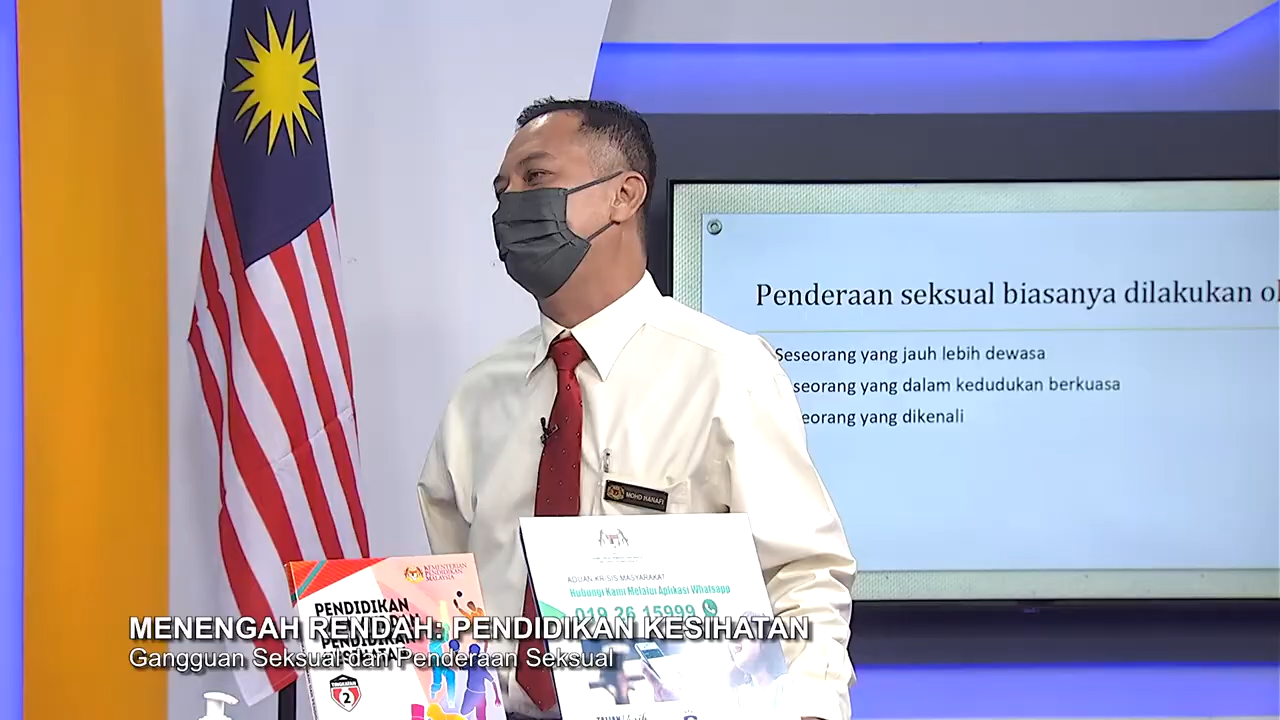 Penderaan seksual biasanya dilakukan ol
Seseorang yang jauh lebih dewasa
seorang yang dalam kedudukan berkuasa
eorang yang dikenali
MOHD HANAFI
KEMENTERIAN
PENDIDIKAN
MALAYSIA
PENDIDIKAN
PENDIDIKAN
TINGKATAN
2
ADUAN KRISIS MASYARAKAT
Hubungi Kami Melalui Aplikasi Whatsapp
019 26 15999
MENENGAH RENDAH: PENDIDIKAN KESIHATAN
Gangguan Seksual dan Penderaan Seksual